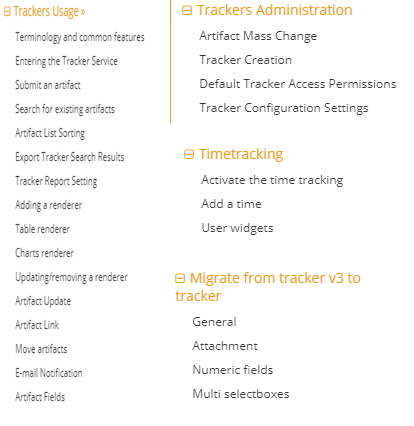 Trackers Usage »
Terminology and common features
Entering the Tracker Service
Submit an artifact
Search for existing artifacts
Artifact List Sorting
Export Tracker Search Results
Tracker Report Setting
Adding a renderer
Table renderer
Charts renderer
Updating/removing a renderer
Artifact Update
Artifact Link
Move artifacts
E-mail Notification
Artifact Fields
Trackers Administration
Artifact Mass Change
Tracker Creation
Default Tracker Access Permissions
Tracker Configuration Settings
Timetracking
Activate the time tracking
Add a time
User widgets
Migrate from tracker v3 to
tracker
General
Attachment
Numeric fields
Multi selectboxes